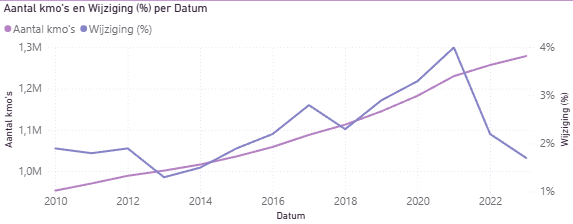 Aantal kmo's en Wijziging (%) per Datum
Aantal kmo's Wijziging (%)
1,3M 4%
1,2M 3%
1,1M 2%
1,0M
1%
2010 2012 2014 2016 2018 2020 2022
Aantal kmo's
Wijziging (%)
Datum